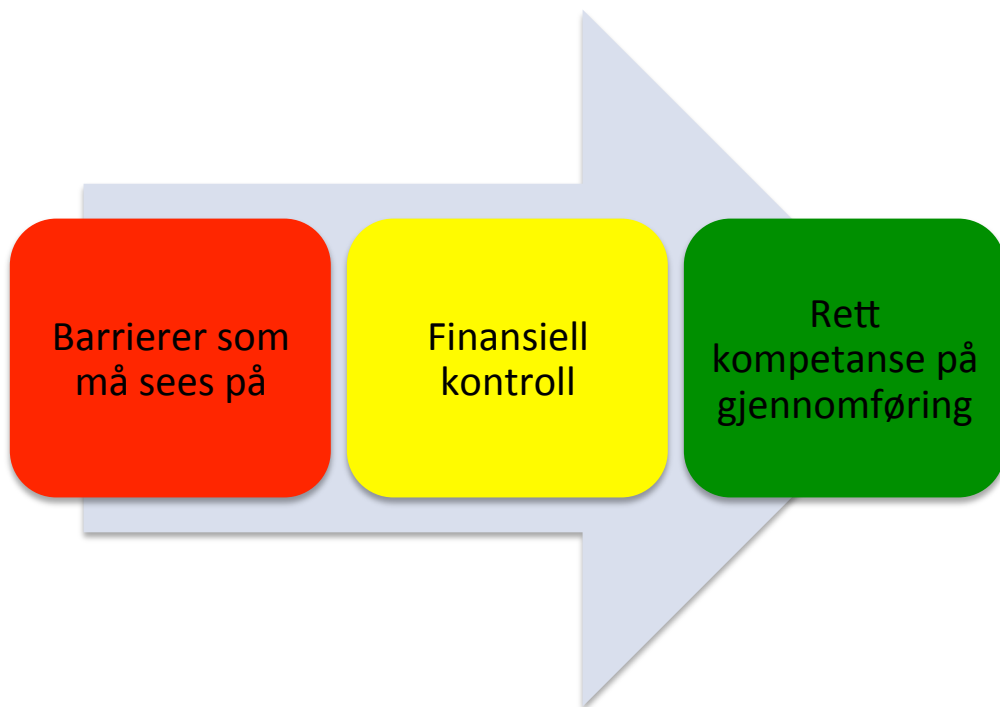 Barrierer som
må sees på
Finansiell
kontroll
Rett
kompetanse på
gjennomføring